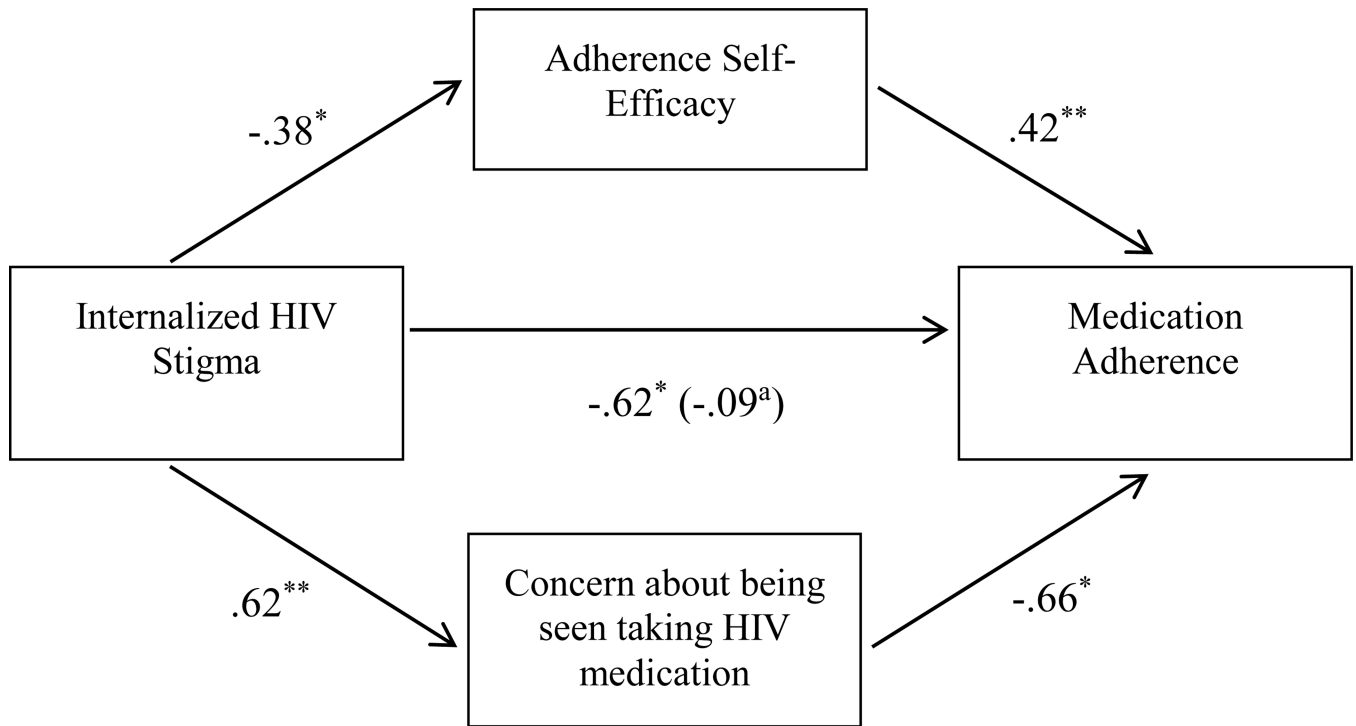 Adherence Self-
Efficacy
-.38*
.42**
Internalized HIV
Stigma
Medication
Adherence
-.62* (-.09ᵃ)
.62**
Concern about being
seen taking HIV
medication
-.66*